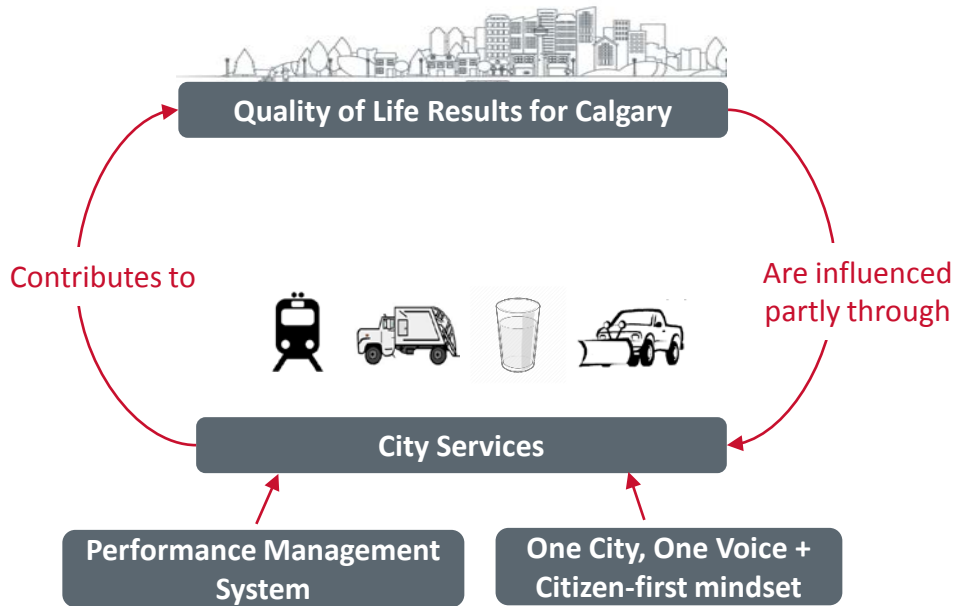 Quality of Life Results for Calgary
Contributes to
Are influenced
partly through
City Services
Performance Management
System
One City, One Voice +
Citizen-first mindset